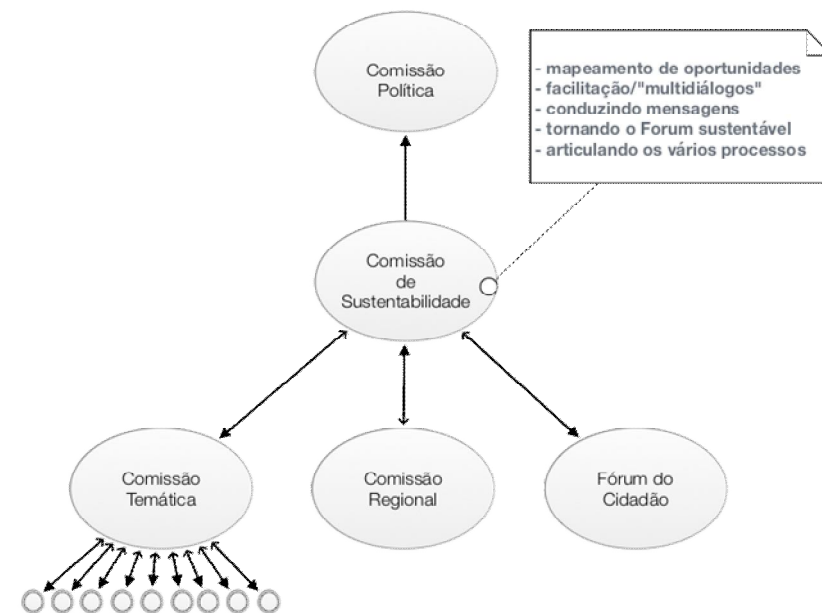 Comissão
Política
- mapeamento de oportunidades
- facilitação/"multidiálogos"
- conduzindo mensagens
- tornando o Forum sustentável
- articulando os vários processos
Comissão
de
Sustentabilidade
Comissão
Temática
Comissão
Regional
Fórum do
Cidadão